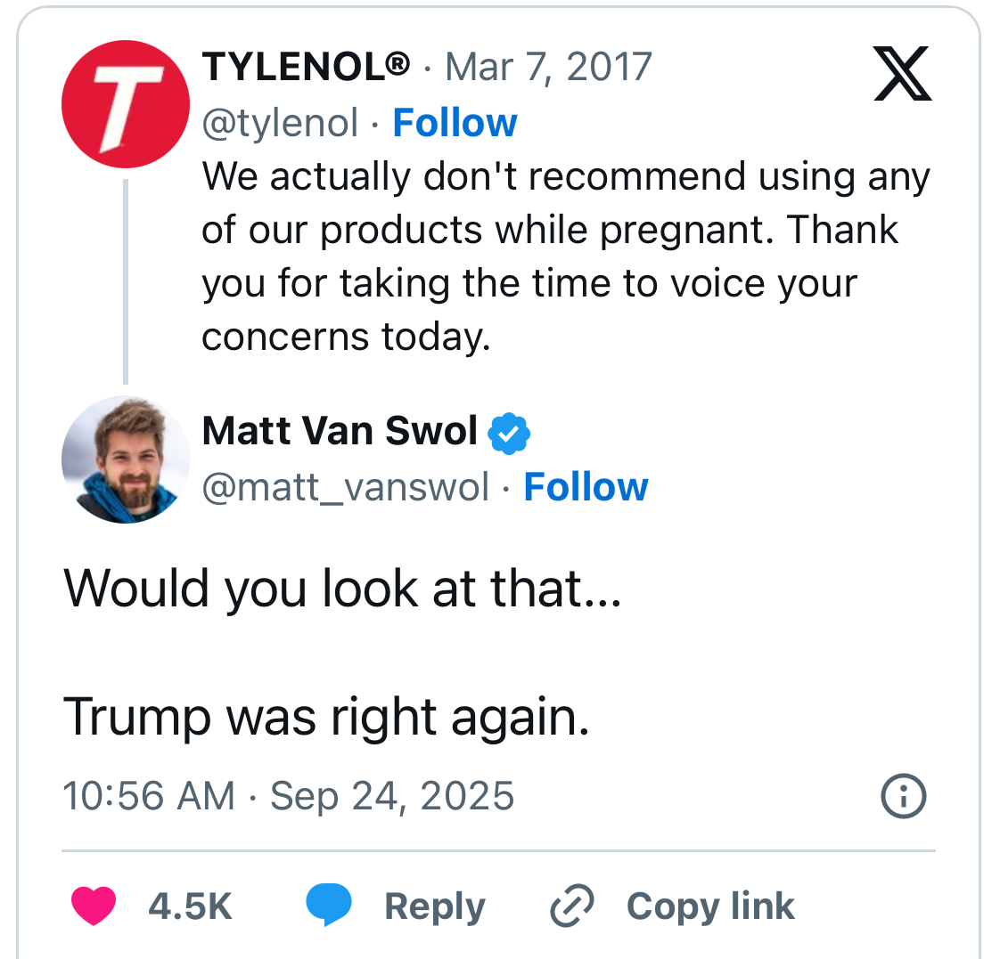 TYLENOL® · Mar 7, 2017
@tylenol · Follow
We actually don't recommend using any
of our products while pregnant. Thank
you for taking the time to voice your
concerns today.
Matt Van Swol
@matt_vanswol · Follow
Would you look at that...
Trump was right again.
10:56 AM · Sep 24, 2025
4.5K Reply Copy link